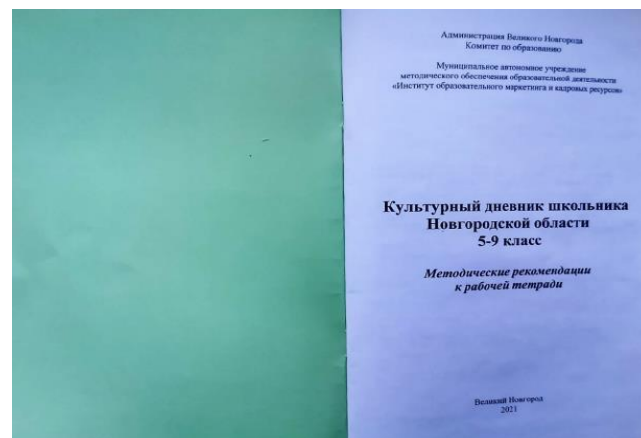 Администрация Великого Новгорода
Комитет по образованию
Муниципальное автономное учреждение
методического обеспечения образовательной деятельности
«Институт образовательного маркетинга и кадровых ресурсов»
Культурный дневник школьника
Новгородской области
5-9 класс
Методические рекомендации
к рабочей тетради
Великий Новгород
2021